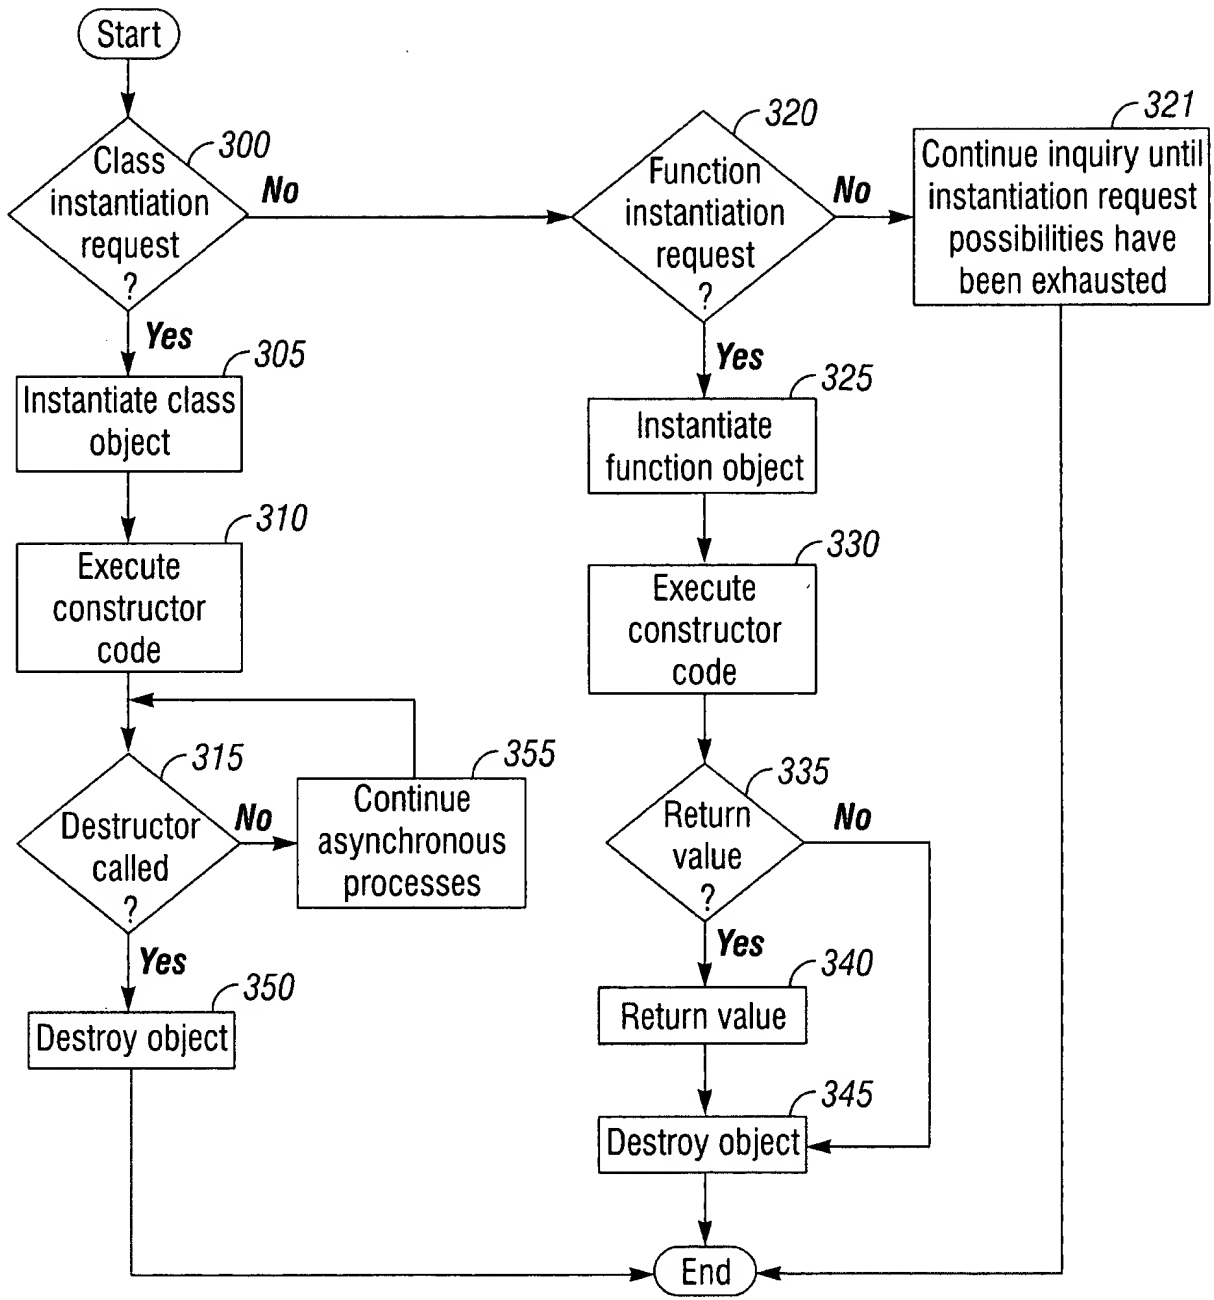 Start
300
Class
instantiation
request
?
No
Yes
320
Function
instantiation
request
?
No
Yes
321
Continue inquiry until
instantiation request
possibilities have
been exhausted
305
Instantiate class
object
325
Instantiate
function object
310
Execute
constructor
code
330
Execute
constructor
code
315
Destructor
called
?
No
Yes
355
Continue
asynchronous
processes
335
Return
value
?
No
Yes
350
Destroy object
340
Return value
345
Destroy object
End